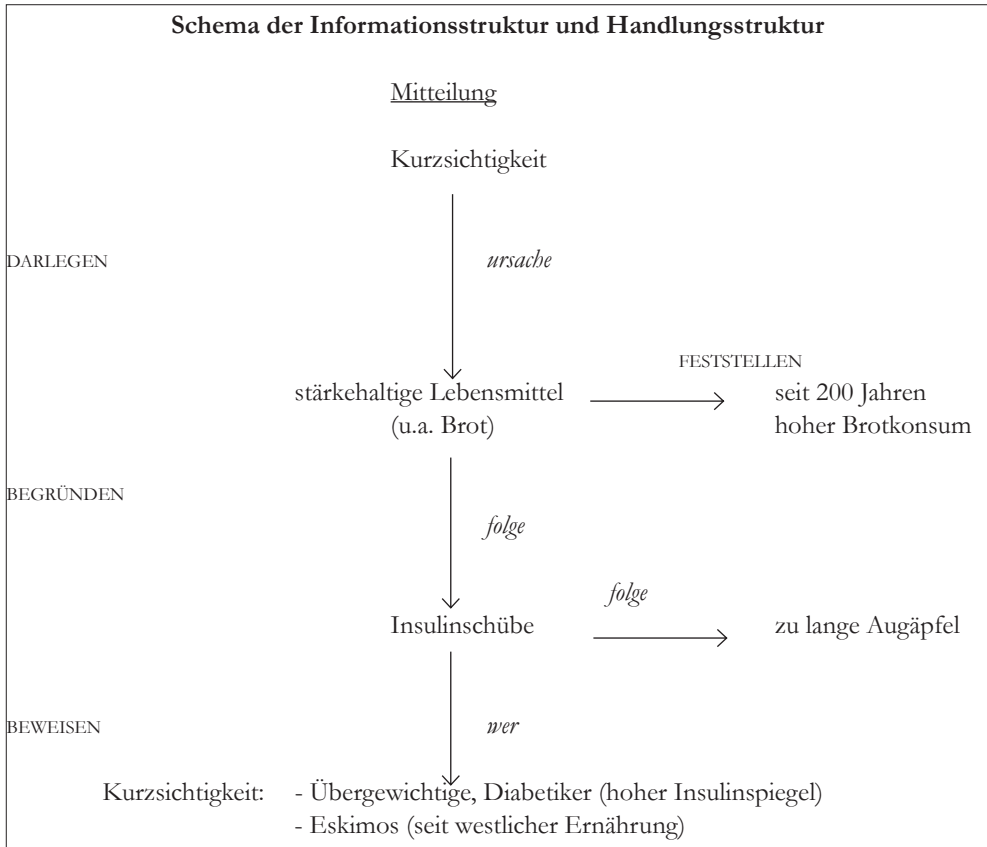 Schema der Informationsstruktur und Handlungsstruktur
Mitteilung
Kurzsichtigkeit
DARLEGEN
ursache
FESTSTELLEN
stärkehaltige Lebensmittel
(u.a. Brot)
seit 200 Jahren
hoher Brotkonsum
BEGRÜNDEN
folge
folge
Insulinschübe
zu lange Augäpfel
BEWEISEN
wer
Kurzsichtigkeit: - Übergewichtige, Diabetiker (hoher Insulinspiegel)
- Eskimos (seit westlicher Ernährung)